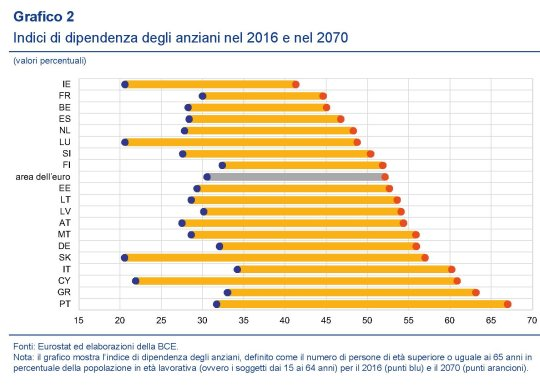 Grafico 2
Indici di dipendenza degli anziani nel 2016 e nel 2070
(valori percentuali)
IE
FR
BE
ES
NL
LU
SI
FI
area dell'euro
EE
LT
LV
AT
MT
DE
SK
IT
CY
GR
PT
15 20 25 30 35 40 45 50 55 60 65 70
Fonti: Eurostat ed elaborazioni della BCE.
Nota: il grafico mostra l'indice di dipendenza degli anziani, definito come il numero di persone di età superiore o uguale ai 65 anni in
percentuale della popolazione in età lavorativa (ovvero i soggetti dai 15 ai 64 anni) per il 2016 (punti blu) e il 2070 (punti arancioni).